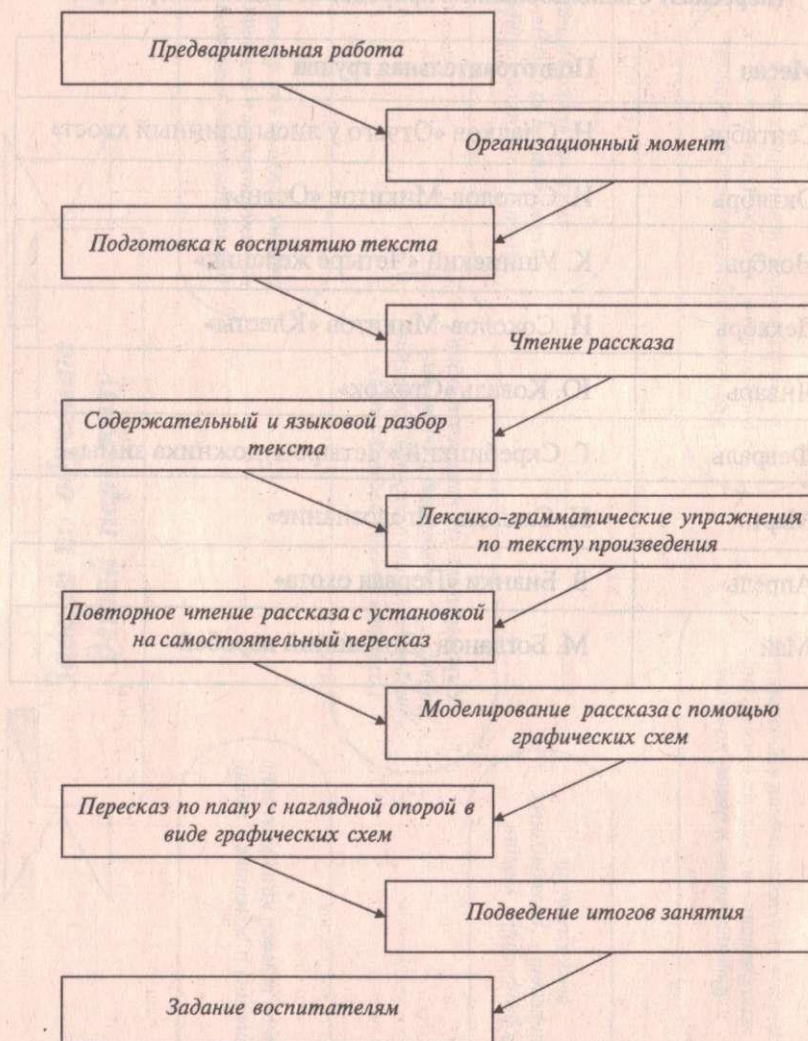 Предварительная работа
Организационный момент
Подготовка к восприятию текста
Чтение рассказа
Содержательный и языковой разбор
текста
Лексико-грамматические упражнения
по тексту произведения
Повторное чтение рассказа с установкой
на самостоятельный пересказ
Моделирование рассказа с помощью
графических схем
Пересказ по плану с наглядной опорой в
виде графических схем
Подведение итогов занятия
Задание воспитателям